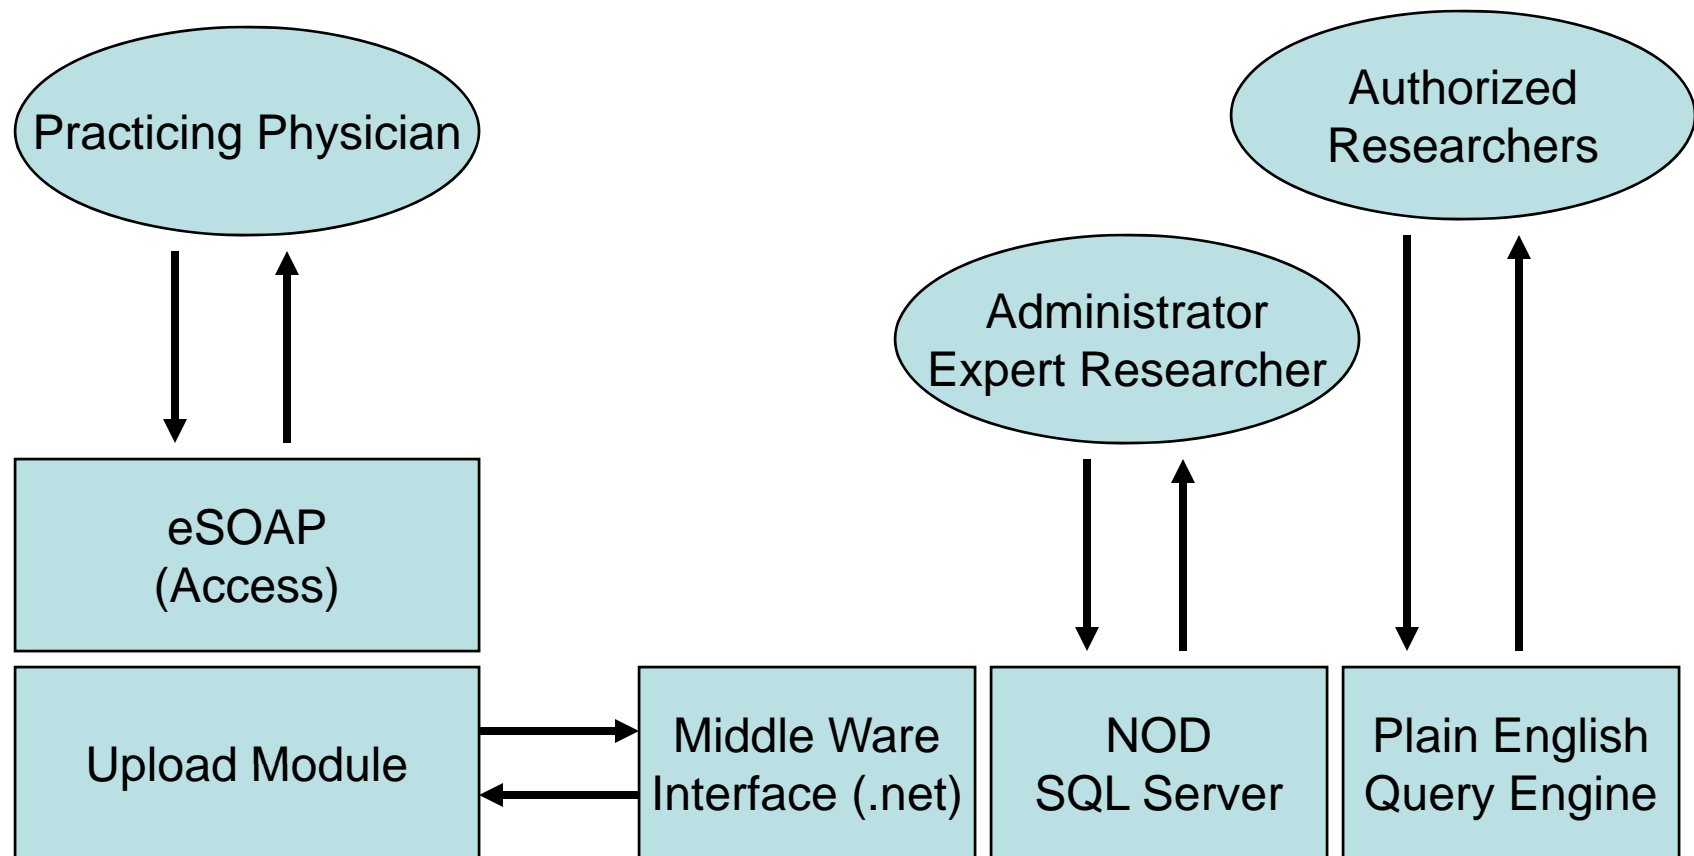 Practicing Physician
Authorized
Researchers
Administrator
Expert Researcher
eSOAP
(Access)
Upload Module
Middle Ware
Interface (.net)
NOD
SQL Server
Plain English
Query Engine